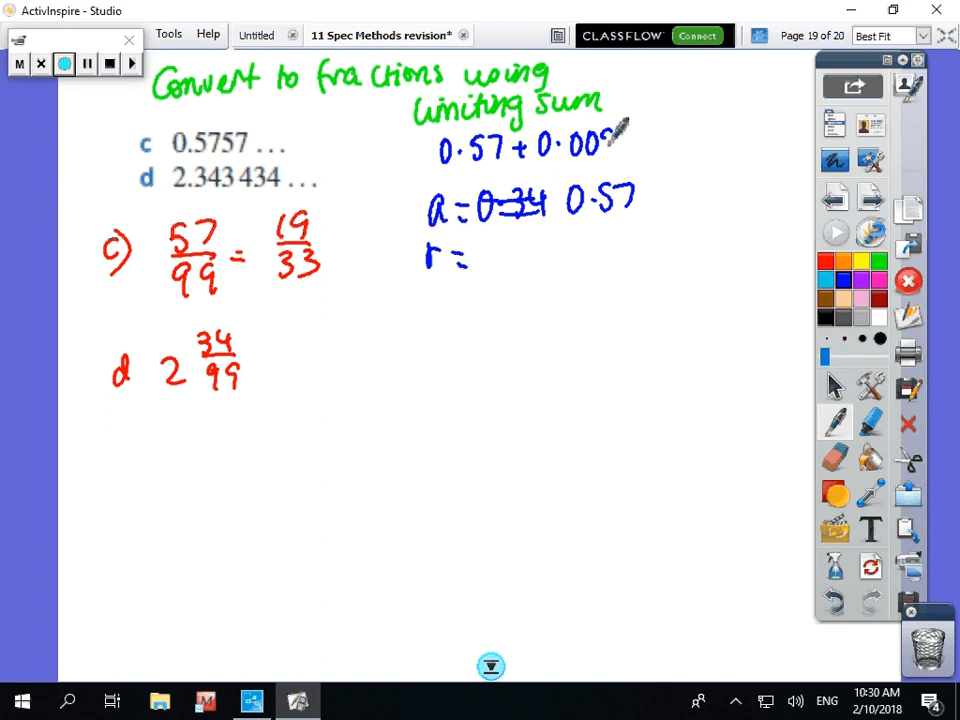 ActivInspire - Studio
Tools Help Untitled 11 Spec Methods revision* CLASSFLOW Connect Page 19 of 20 Best Fit
M
Convert to fractions using
limiting sum
c 0.5757 ...
d 2.343 434 ...
0.57 + 0.005
a = 0.34 0.57
r =
c) 57/99 = 19/33
d 2 34/99
T
ENG
10:30 AM
2/10/2018
4